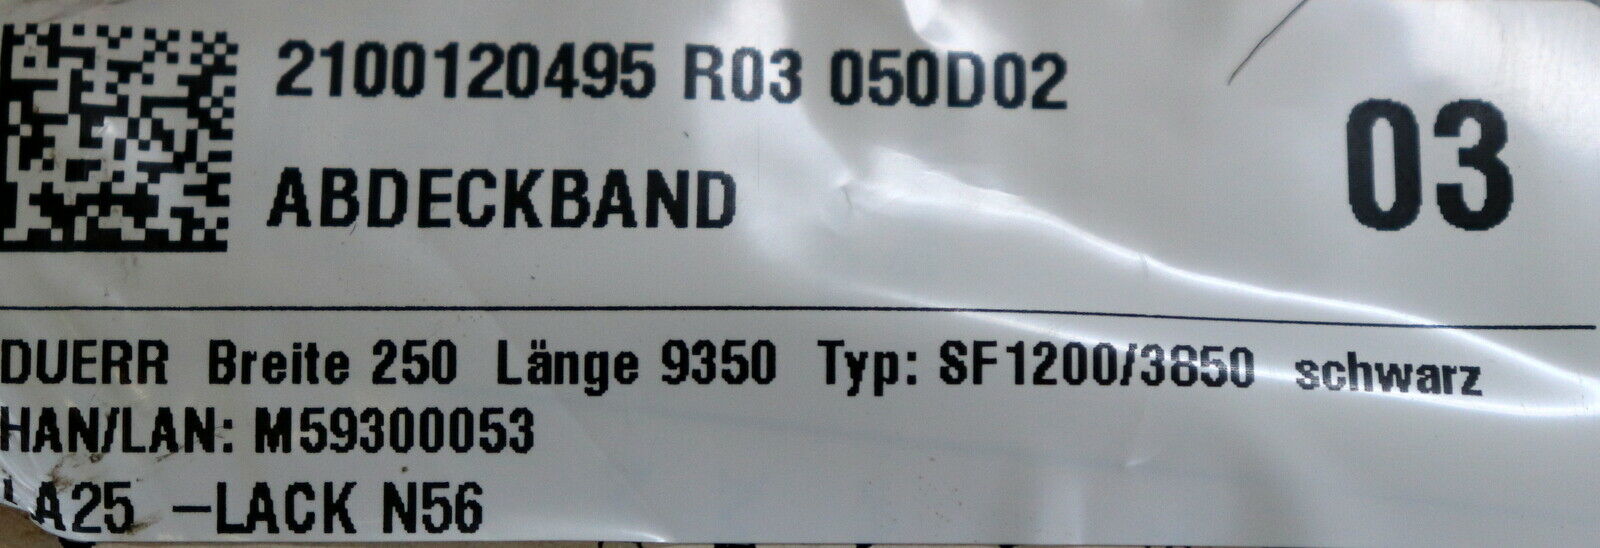 2100120495 R03 050D02
03
ABDECKBAND
DUERR Breite 250 Länge 9350 Typ: SF1200/3850 schwarz
HAN/LAN: M59300053
LA25 –LACK N56